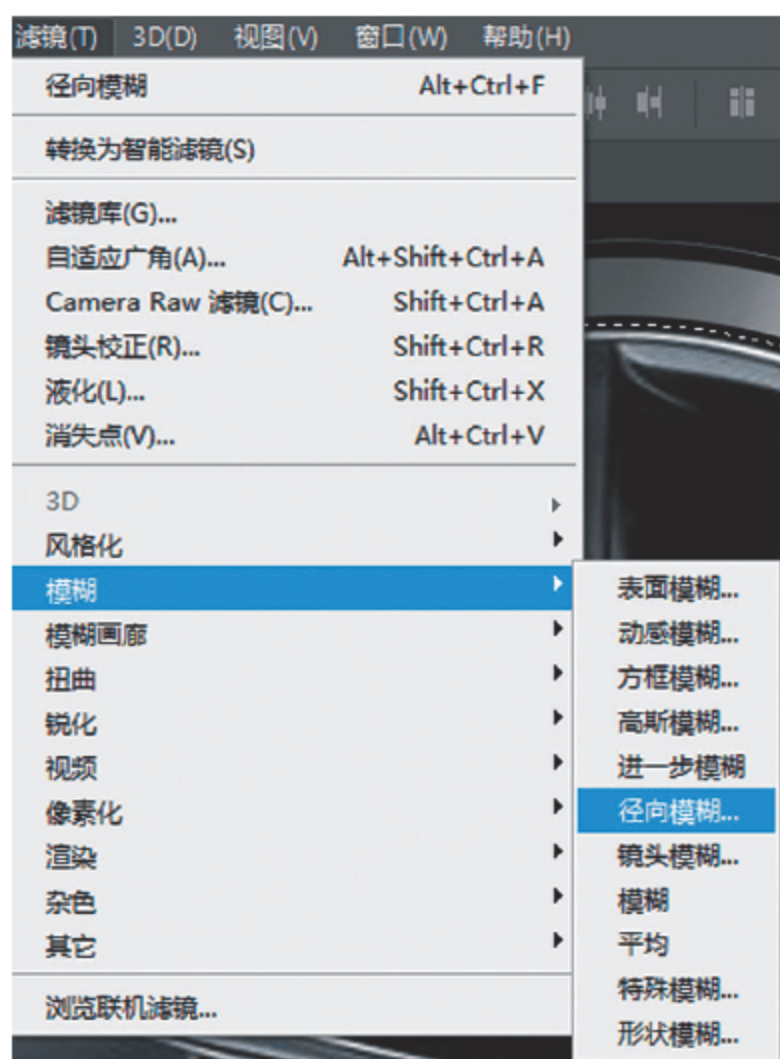 滤镜(T) 3D(D) 视图(V) 窗口(W) 帮助(H)
径向模糊 Alt+Ctrl+F
转换为智能滤镜(S)
滤镜库(G)...
自适应广角(A)... Alt+Shift+Ctrl+A
Camera Raw 滤镜(C)... Shift+Ctrl+A
镜头校正(R)... Shift+Ctrl+R
液化(L)... Shift+Ctrl+X
消失点(V)... Alt+Ctrl+V
3D
风格化
模糊
模糊画廊
扭曲
锐化
视频
像素化
渲染
杂色
其它
浏览联机滤镜...
表面模糊...
动感模糊...
方框模糊...
高斯模糊...
进一步模糊
径向模糊...
镜头模糊...
模糊
平均
特殊模糊...
形状模糊...